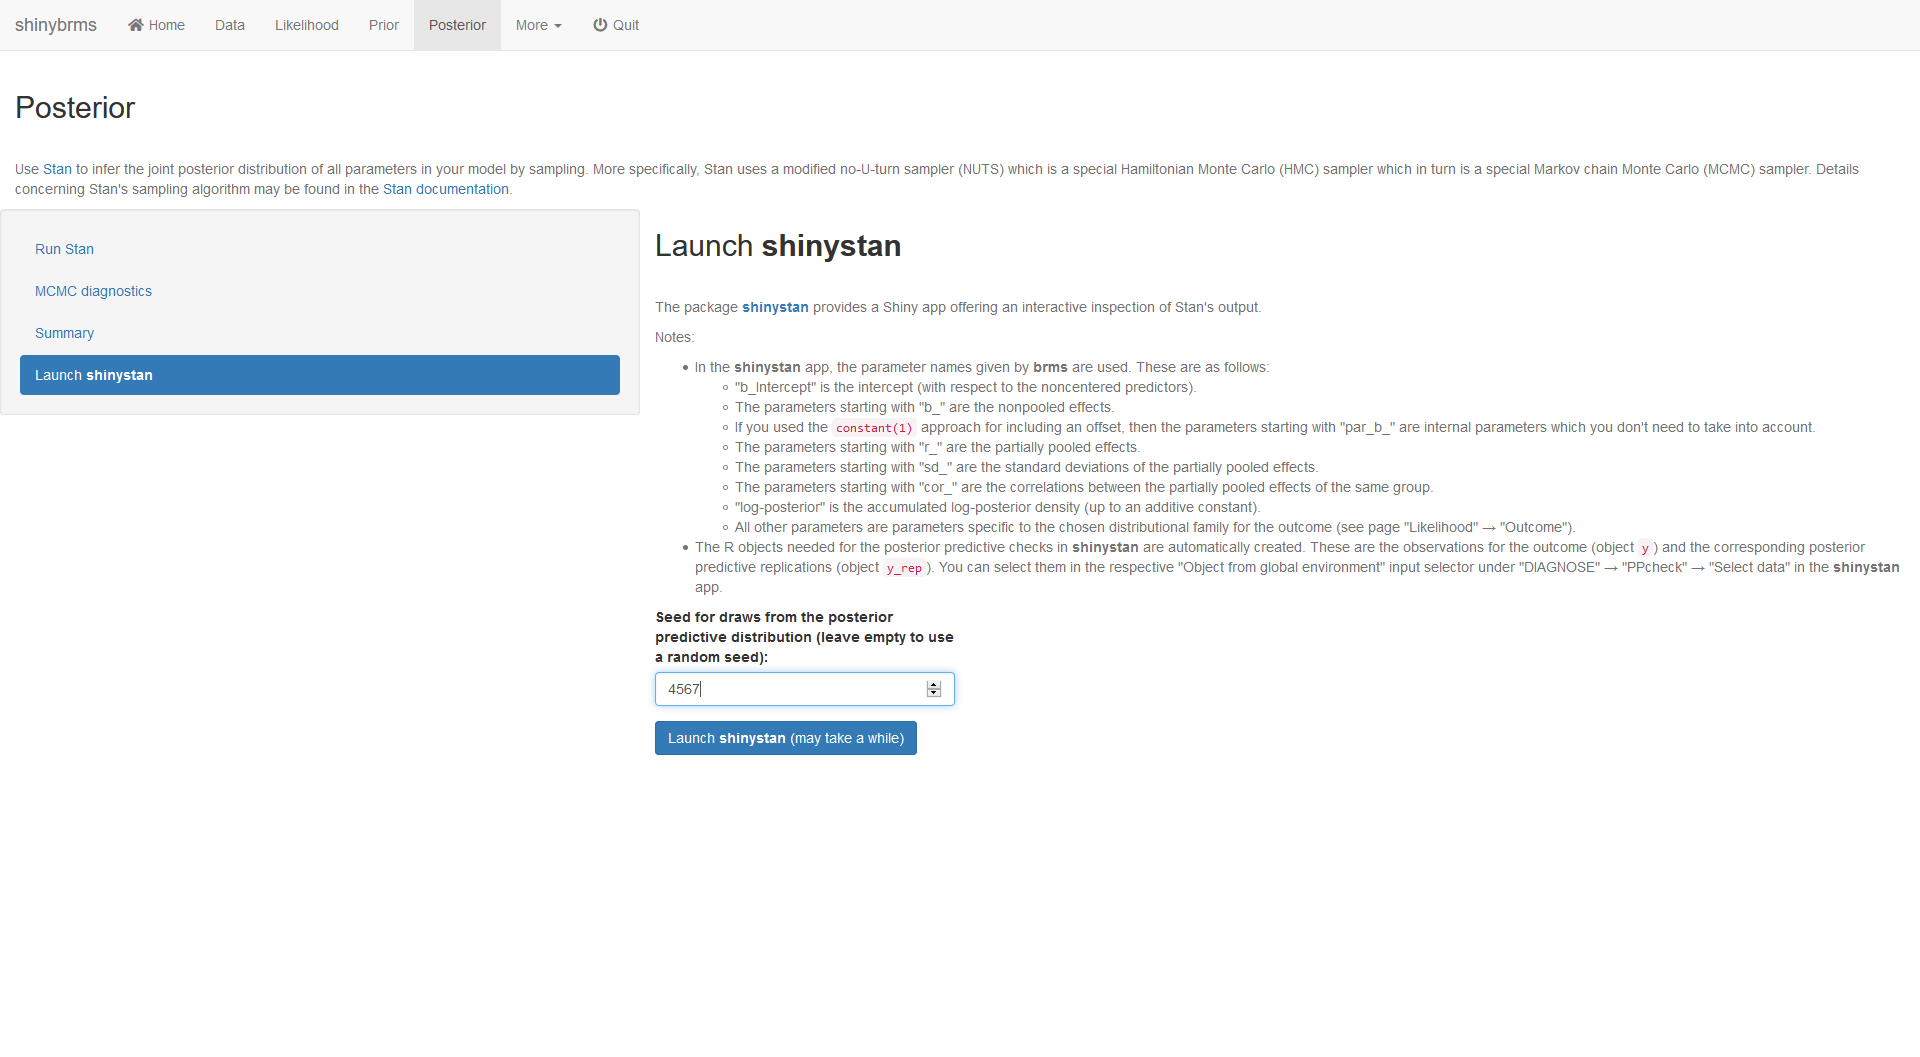 shinybrms Home Data Likelihood Prior Posterior More Quit
Posterior
Use Stan to infer the joint posterior distribution of all parameters in your model by sampling. More specifically, Stan uses a modified no-U-turn sampler (NUTS) which is a special Hamiltonian Monte Carlo (HMC) sampler which in turn is a special Markov chain Monte Carlo (MCMC) sampler. Details
concerning Stan's sampling algorithm may be found in the Stan documentation.
Run Stan
MCMC diagnostics
Summary
Launch shinystan
Launch shinystan
The package shinystan provides a Shiny app offering an interactive inspection of Stan's output.
Notes:
• In the shinystan app, the parameter names given by brms are used. These are as follows:
◦ "b_Intercept" is the intercept (with respect to the noncentered predictors).
◦ The parameters starting with "b_" are the nonpooled effects.
◦ If you used the constant(1) approach for including an offset, then the parameters starting with "par_b_" are internal parameters which you don't need to take into account.
◦ The parameters starting with "r_" are the partially pooled effects.
◦ The parameters starting with "sd_" are the standard deviations of the partially pooled effects.
◦ The parameters starting with "cor_" are the correlations between the partially pooled effects of the same group.
◦ "log-posterior" is the accumulated log-posterior density (up to an additive constant).
◦ All other parameters are parameters specific to the chosen distributional family for the outcome (see page "Likelihood" → "Outcome").
• The R objects needed for the posterior predictive checks in shinystan are automatically created. These are the observations for the outcome (object y ) and the corresponding posterior
predictive replications (object y_rep ). You can select them in the respective "Object from global environment" input selector under "DIAGNOSE" → "PPcheck" → "Select data" in the shinystan
app.
Seed for draws from the posterior
predictive distribution (leave empty to use
a random seed):
4567
Launch shinystan (may take a while)